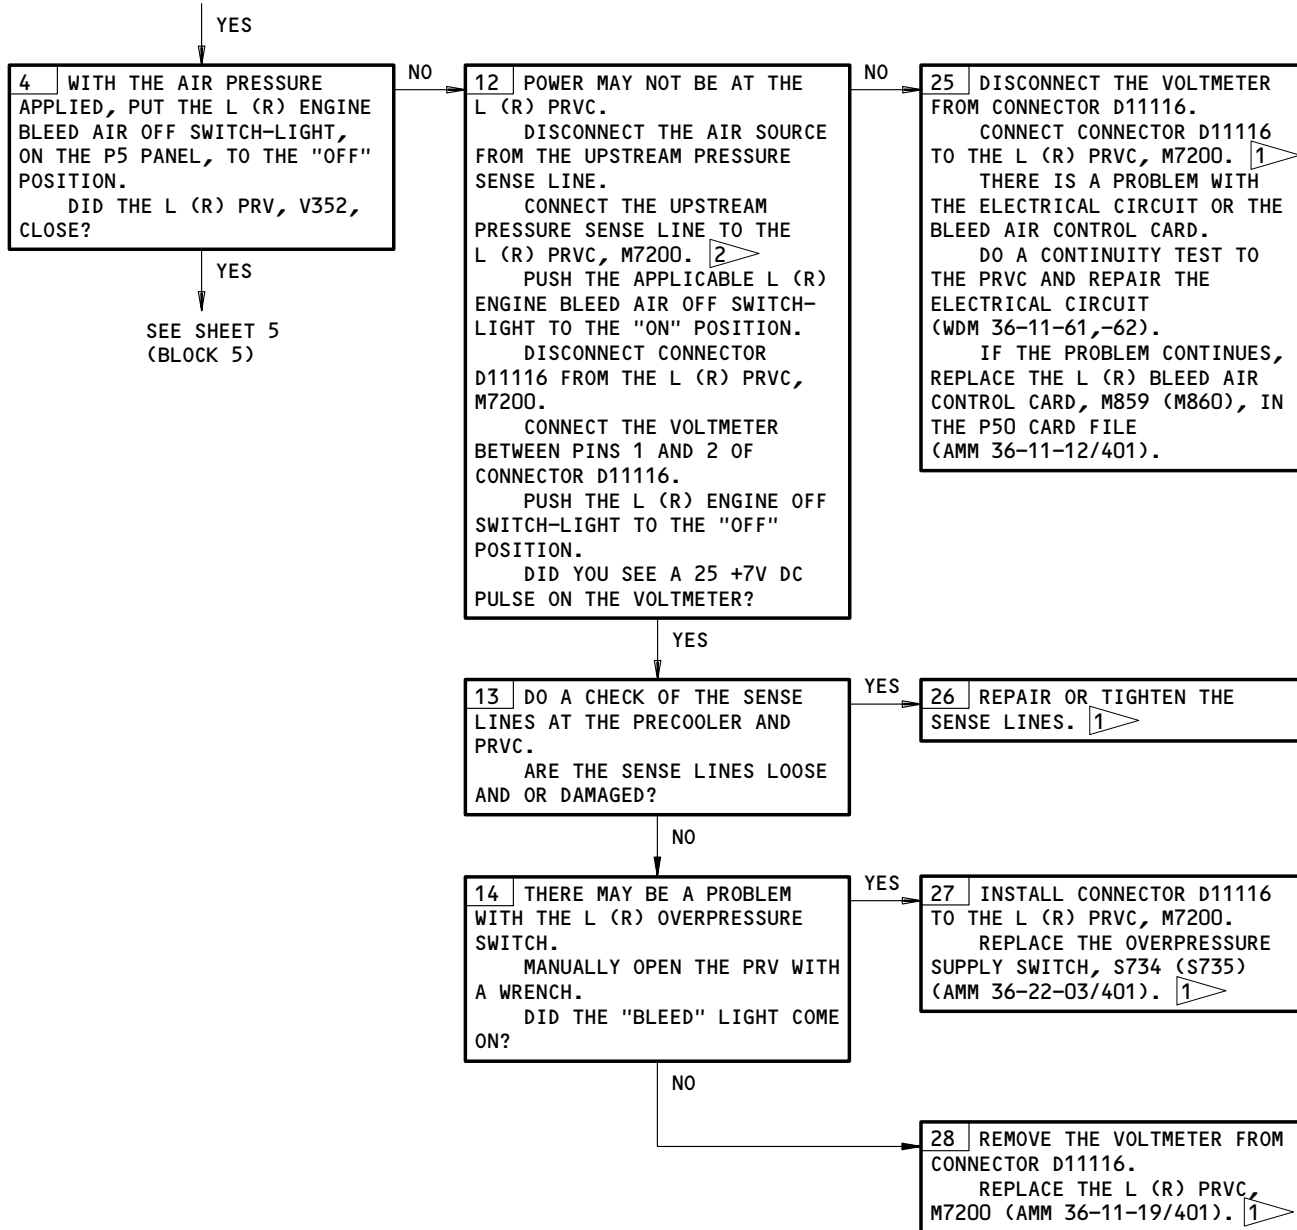 YES
4 WITH THE AIR PRESSURE
APPLIED, PUT THE L (R) ENGINE
BLEED AIR OFF SWITCH-LIGHT,
ON THE P5 PANEL, TO THE "OFF"
POSITION.
DID THE L (R) PRV, V352,
CLOSE?
NO
YES
SEE SHEET 5
(BLOCK 5)
12 POWER MAY NOT BE AT THE
L (R) PRVC.
DISCONNECT THE AIR SOURCE
FROM THE UPSTREAM PRESSURE
SENSE LINE.
CONNECT THE UPSTREAM
PRESSURE SENSE LINE TO THE
L (R) PRVC, M7200. 2
PUSH THE APPLICABLE L (R)
ENGINE BLEED AIR OFF SWITCH-
LIGHT TO THE "ON" POSITION.
DISCONNECT CONNECTOR
D11116 FROM THE L (R) PRVC,
M7200.
CONNECT THE VOLTMETER
BETWEEN PINS 1 AND 2 OF
CONNECTOR D11116.
PUSH THE L (R) ENGINE OFF
SWITCH-LIGHT TO THE "OFF"
POSITION.
DID YOU SEE A 25 +7V DC
PULSE ON THE VOLTMETER?
NO
25 DISCONNECT THE VOLTMETER
FROM CONNECTOR D11116.
CONNECT CONNECTOR D11116
TO THE L (R) PRVC, M7200. 1
THERE IS A PROBLEM WITH
THE ELECTRICAL CIRCUIT OR THE
BLEED AIR CONTROL CARD.
DO A CONTINUITY TEST TO
THE PRVC AND REPAIR THE
ELECTRICAL CIRCUIT
(WDM 36-11-61,-62).
IF THE PROBLEM CONTINUES,
REPLACE THE L (R) BLEED AIR
CONTROL CARD, M859 (M860), IN
THE P50 CARD FILE
(AMM 36-11-12/401).
YES
13 DO A CHECK OF THE SENSE
LINES AT THE PRECOOLER AND
PRVC.
ARE THE SENSE LINES LOOSE
AND OR DAMAGED?
YES
26 REPAIR OR TIGHTEN THE
SENSE LINES. 1
NO
14 THERE MAY BE A PROBLEM
WITH THE L (R) OVERPRESSURE
SWITCH.
MANUALLY OPEN THE PRV WITH
A WRENCH.
DID THE "BLEED" LIGHT COME
ON?
YES
27 INSTALL CONNECTOR D11116
TO THE L (R) PRVC, M7200.
REPLACE THE OVERPRESSURE
SUPPLY SWITCH, S734 (S735)
(AMM 36-22-03/401). 1
NO
28 REMOVE THE VOLTMETER FROM
CONNECTOR D11116.
REPLACE THE L (R) PRVC,
M7200 (AMM 36-11-19/401). 1